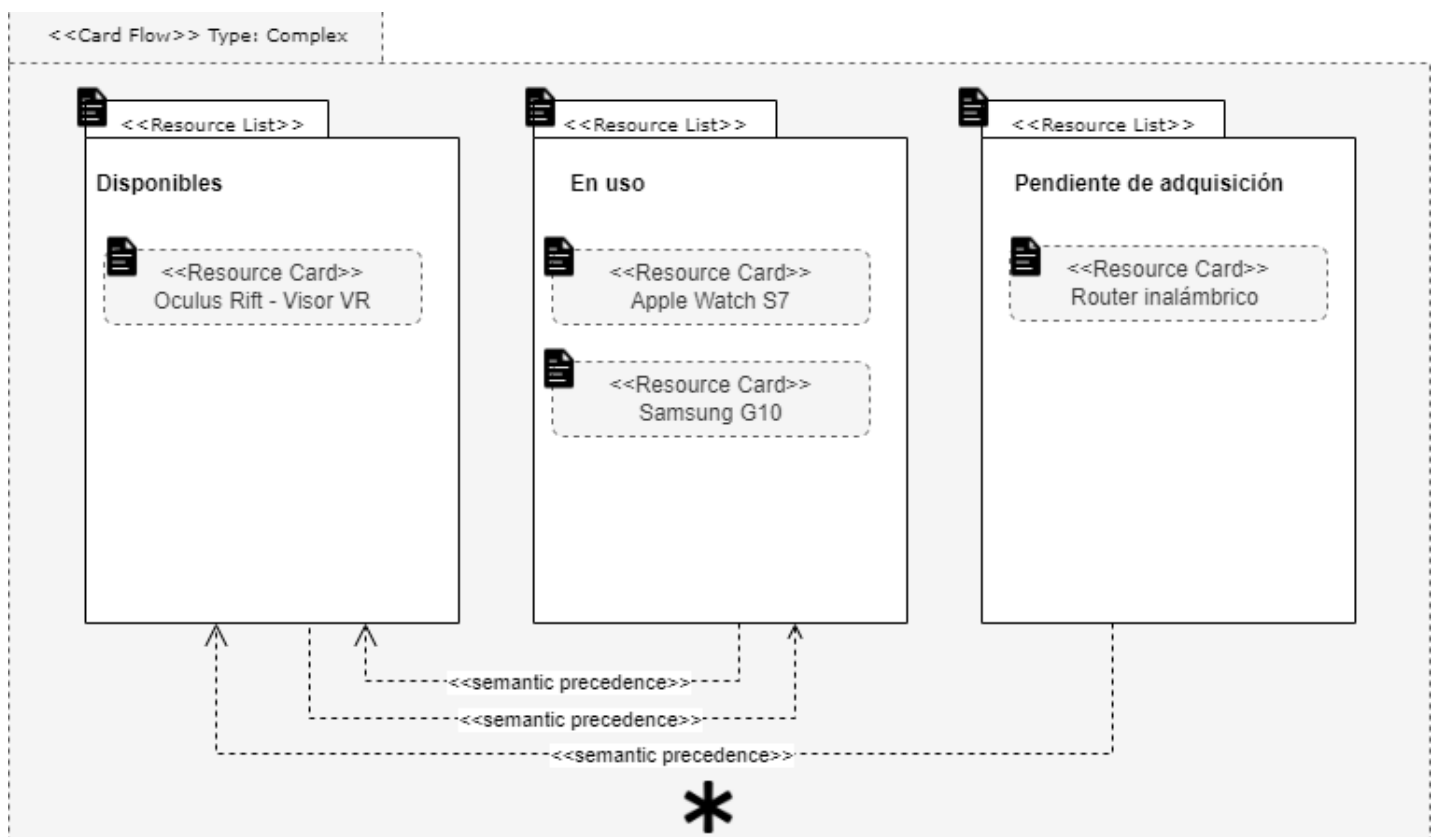 <<Card Flow>> Type: Complex
<<Resource List>>
Disponibles
<<Resource Card>>
Oculus Rift - Visor VR
<<Resource List>>
En uso
<<Resource Card>>
Apple Watch S7
<<Resource Card>>
Samsung G10
<<Resource List>>
Pendiente de adquisición
<<Resource Card>>
Router inalámbrico
<<semantic precedence>>
<<semantic precedence>>
<<semantic precedence>>